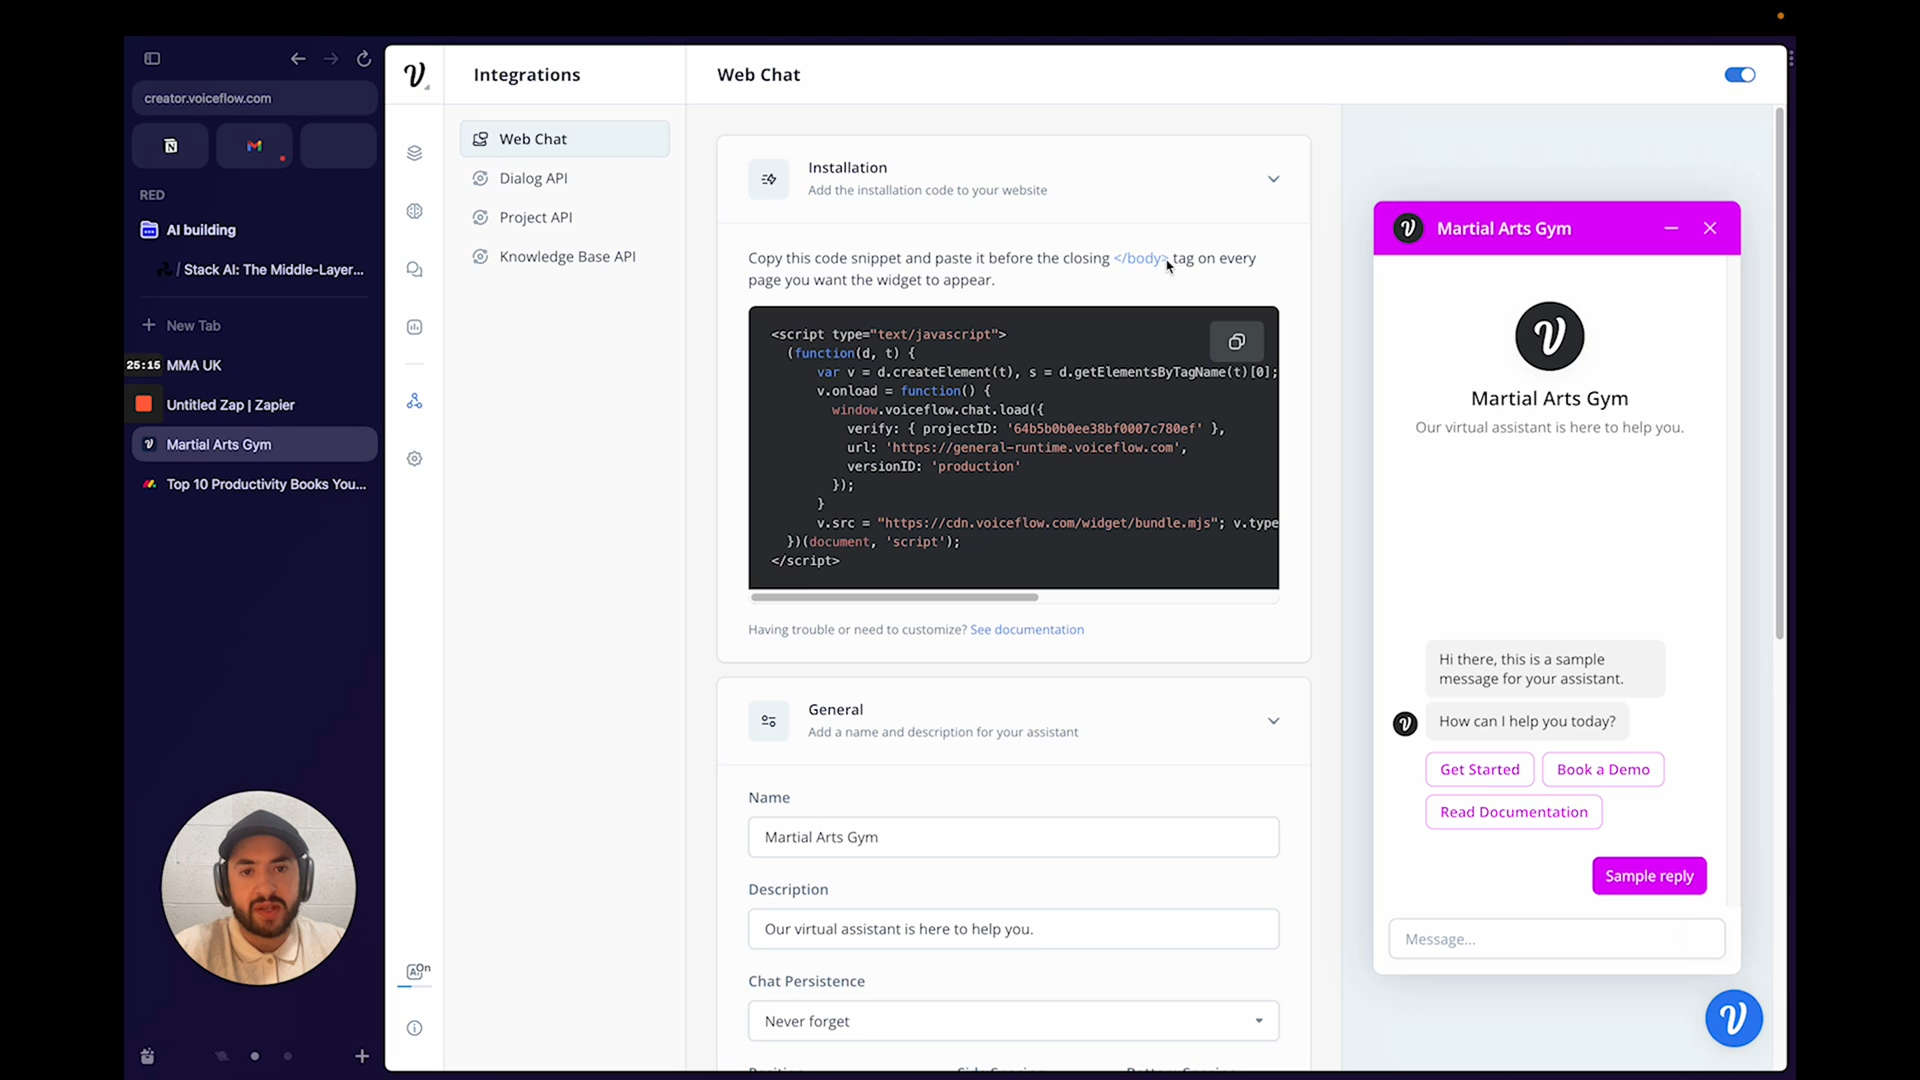 creator.voiceflow.com
RED
AI building
/ Stack AI: The Middle-Layer...
New Tab
25:15 MMA UK
Untitled Zap | Zapier
Martial Arts Gym
Top 10 Productivity Books You...
Integrations
Web Chat
Dialog API
Project API
Knowledge Base API
On
Web Chat
Installation
Add the installation code to your website
Copy this code snippet and paste it before the closing </body> tag on every
page you want the widget to appear.
<script type="text/javascript">
(function(d, t) {
var v = d.createElement(t), s = d.getElementsByTagName(t)[0];
v.onload = function() {
window.voiceflow.chat.load({
verify: { projectID: '64b5b0b0ee38bf0007c780ef' },
url: 'https://general-runtime.voiceflow.com',
versionID: 'production'
});
}
v.src = "https://cdn.voiceflow.com/widget/bundle.mjs"; v.type
})(document, 'script');
</script>
Having trouble or need to customize? See documentation
General
Add a name and description for your assistant
Name
Martial Arts Gym
Description
Our virtual assistant is here to help you.
Chat Persistence
Never forget
Martial Arts Gym
Martial Arts Gym
Our virtual assistant is here to help you.
Hi there, this is a sample
message for your assistant.
How can I help you today?
Get Started
Book a Demo
Read Documentation
Sample reply
Message...